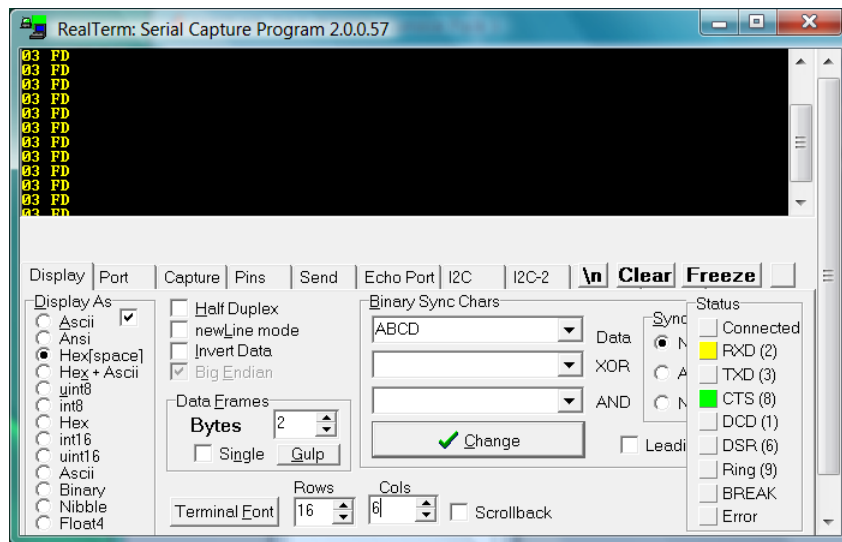 RealTerm: Serial Capture Program 2.0.0.57
03 FD
03 FD
03 FD
03 FD
03 FD
03 FD
03 FD
03 FD
03 FD
03 FD
03 FD
03 FD
Display Port Capture Pins Send Echo Port I2C I2C-2 \n Clear Freeze
Display As
Ascii
Ansi
Hex[space]
Hex + Ascii
uint8
int8
Hex
int16
uint16
Ascii
Binary
Nibble
Float4
Half Duplex
newLine mode
Invert Data
Big Endian
Data Frames
Bytes 2
Single Gulp
Rows Cols
Terminal Font 16 6 Scrollback
Binary Sync Chars
ABCD Data
XOR
AND
Change
Sync
N
A
N
Leadi
Status
Connected
RXD (2)
TXD (3)
CTS (8)
DCD (1)
DSR (6)
Ring (9)
BREAK
Error